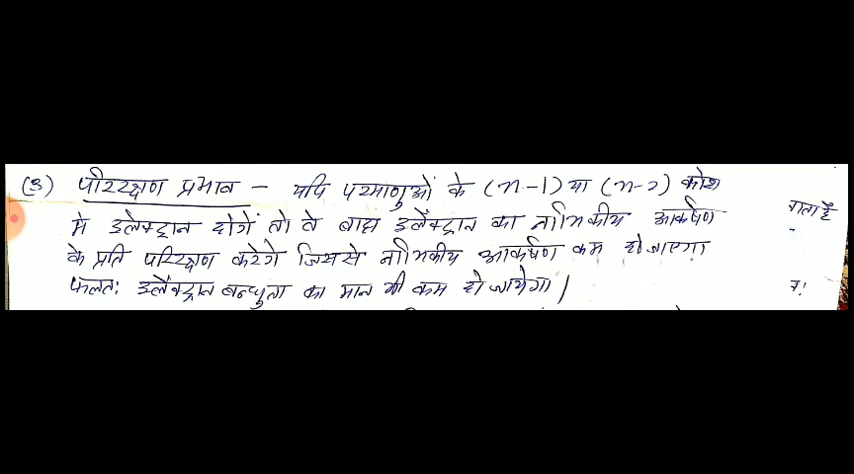 (3) परिरक्षण प्रभाव - यदि परमाणुओं के (n-1) या (n-2) कोश
मे इलेक्ट्रान होगें तो वे बाह्य इलैक्ट्रान का नाभिकीय आकर्षण
के प्रति परिरक्षण करेगे जिससे नाभिकीय आकर्षण कम हो जाएगा
फलतः इलैक्ट्रान बन्धुता का मान भी कम हो जायेगा।